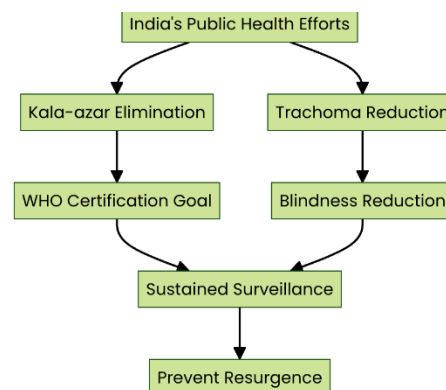 India's Public Health Efforts
Kala-azar Elimination
Trachoma Reduction
WHO Certification Goal
Blindness Reduction
Sustained Surveillance
Prevent Resurgence